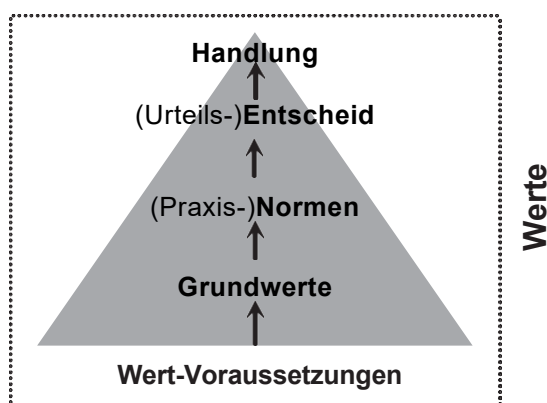 Handlung
(Urteils-)Entscheid
(Praxis-)Normen
Grundwerte
Wert-Voraussetzungen
Werte